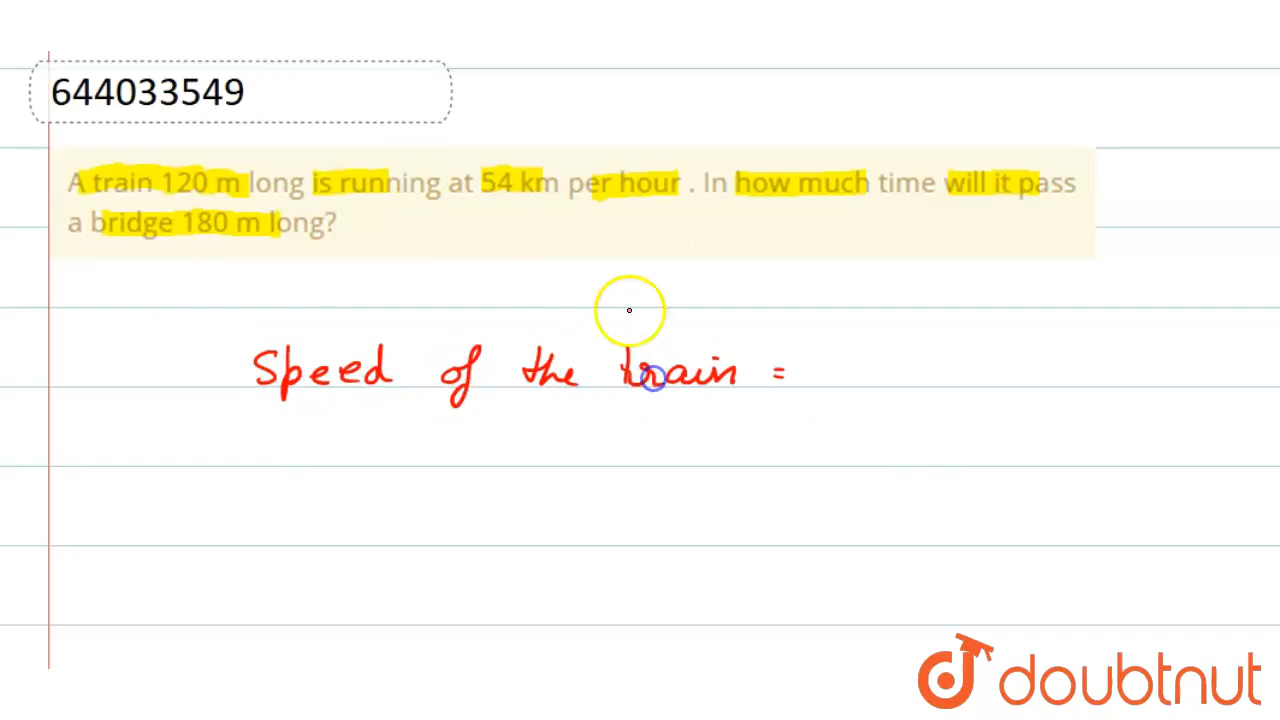 644033549
A train 120 m long is running at 54 km per hour . In how much time will it pass
a bridge 180 m long?
Speed of the train =
doubtnut